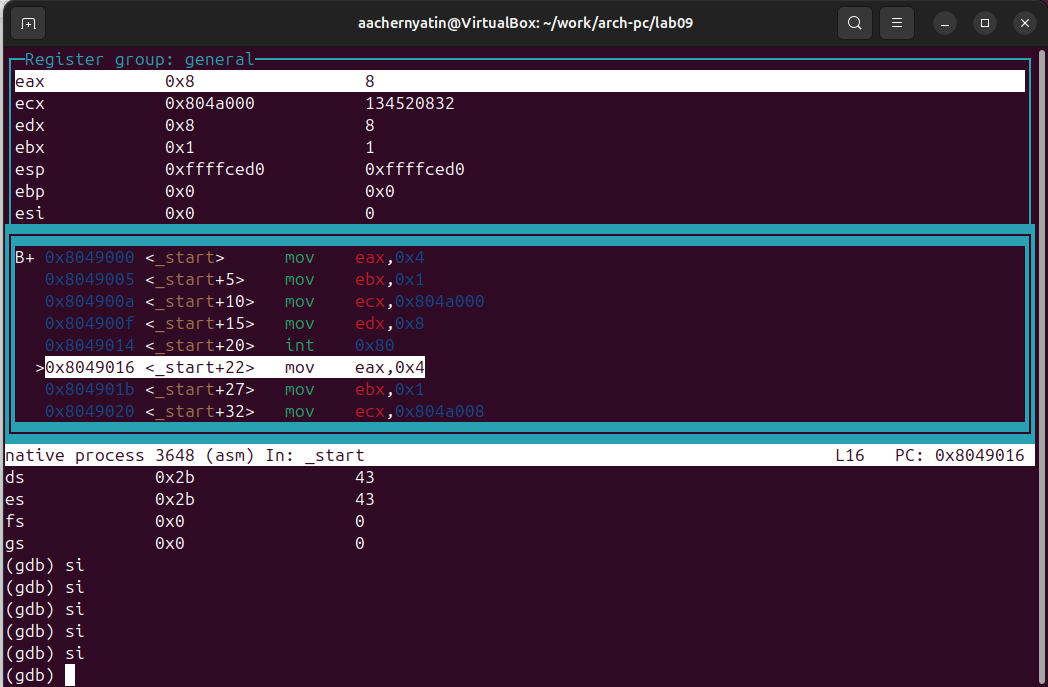 aachernyatin@VirtualBox: ~/work/arch-pc/lab09
Register group: general
eax 0x8 8
ecx 0x804a000 134520832
edx 0x8 8
ebx 0x1 1
esp 0xffffced0 0xffffced0
ebp 0x0 0x0
esi 0x0 0
B+ 0x8049000 <_start> mov eax,0x4
0x8049005 <_start+5> mov ebx,0x1
0x804900a <_start+10> mov ecx,0x804a000
0x804900f <_start+15> mov edx,0x8
0x8049014 <_start+20> int 0x80
>0x8049016 <_start+22> mov eax,0x4
0x804901b <_start+27> mov ebx,0x1
0x8049020 <_start+32> mov ecx,0x804a008
native process 3648 (asm) In: _start L16 PC: 0x8049016
ds 0x2b 43
es 0x2b 43
fs 0x0 0
gs 0x0 0
(gdb) si
(gdb) si
(gdb) si
(gdb) si
(gdb) si
(gdb)